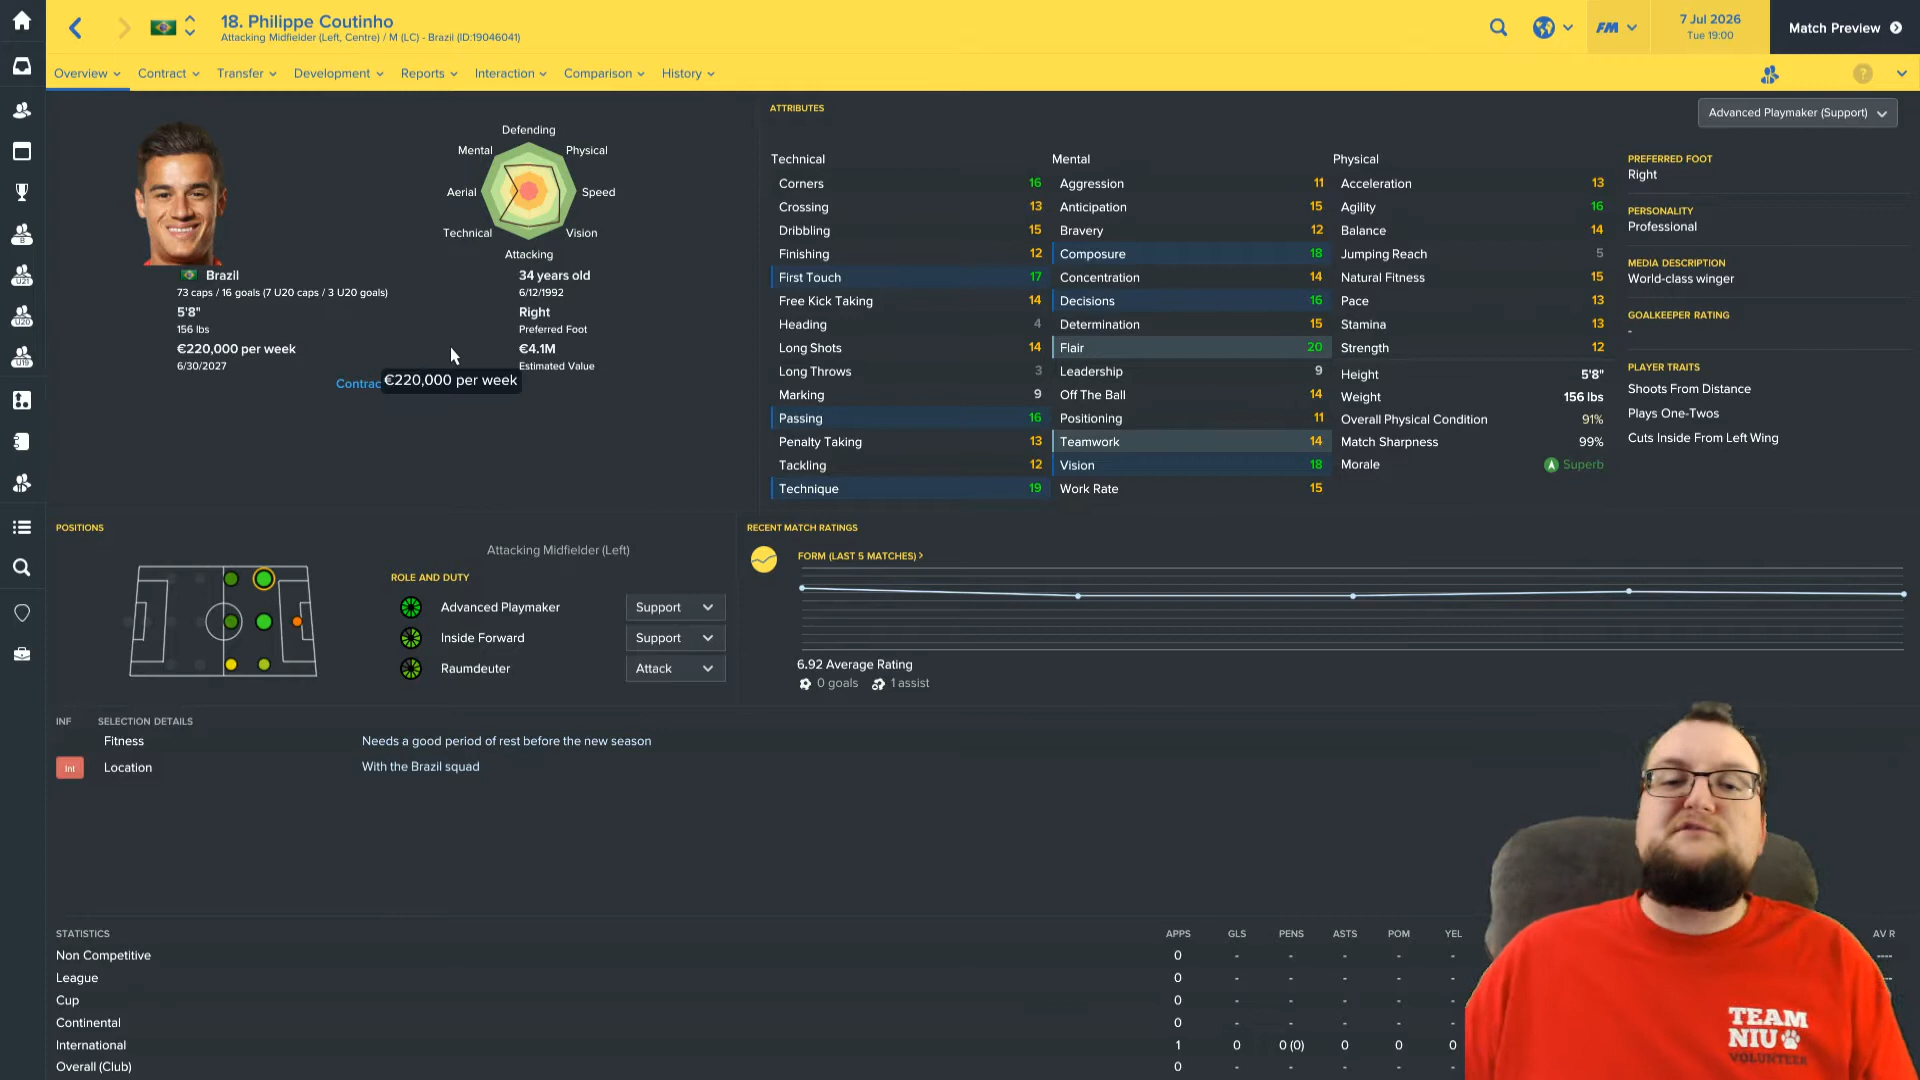 18. Philippe Coutinho
Attacking Midfielder (Left, Centre) / M (LC) - Brazil (ID:19046041)
FM
7 Jul 2026
Tue 19:00
Match Preview
Overview
Contract
Transfer
Development
Reports
Interaction
Comparison
History
?
Defending
Mental
Physical
Aerial
Speed
Technical
Vision
Attacking
Brazil
73 caps / 16 goals (7 U20 caps / 3 U20 goals)
5'8"
156 lbs
€220,000 per week
6/30/2027
34 years old
6/12/1992
Right
Preferred Foot
€4.1M
Estimated Value
Contrac
€220,000 per week
ATTRIBUTES
Advanced Playmaker (Support)
Technical
Corners 16
Crossing 13
Dribbling 15
Finishing 12
First Touch 17
Free Kick Taking 14
Heading 4
Long Shots 14
Long Throws 3
Marking 9
Passing 16
Penalty Taking 13
Tackling 12
Technique 19
Mental
Aggression 11
Anticipation 15
Bravery 12
Composure 18
Concentration 14
Decisions 16
Determination 15
Flair 20
Leadership 9
Off The Ball 14
Positioning 11
Teamwork 14
Vision 18
Work Rate 15
Physical
Acceleration 13
Agility 16
Balance 14
Jumping Reach 5
Natural Fitness 15
Pace 13
Stamina 13
Strength 12
Height 5'8"
Weight 156 lbs
Overall Physical Condition 91%
Match Sharpness 99%
Morale Superb
PREFERRED FOOT
Right
PERSONALITY
Professional
MEDIA DESCRIPTION
World-class winger
GOALKEEPER RATING
-
PLAYER TRAITS
Shoots From Distance
Plays One-Twos
Cuts Inside From Left Wing
B
U21
U20
U19
POSITIONS
Attacking Midfielder (Left)
ROLE AND DUTY
Advanced Playmaker Support
Inside Forward Support
Raumdeuter Attack
RECENT MATCH RATINGS
FORM (LAST 5 MATCHES) >
6.92 Average Rating
0 goals 1 assist
INF SELECTION DETAILS
Fitness Needs a good period of rest before the new season
Int Location With the Brazil squad
STATISTICS APPS GLS PENS ASTS POM YEL AV R
Non Competitive 0 - - - - - ----
League 0 - - - - -
Cup 0 - - - - -
Continental 0 - - - - -
International 1 0 0 (0) 0 0 0
Overall (Club) 0 - - - - -
TEAM
NIU
VOLUNTEER